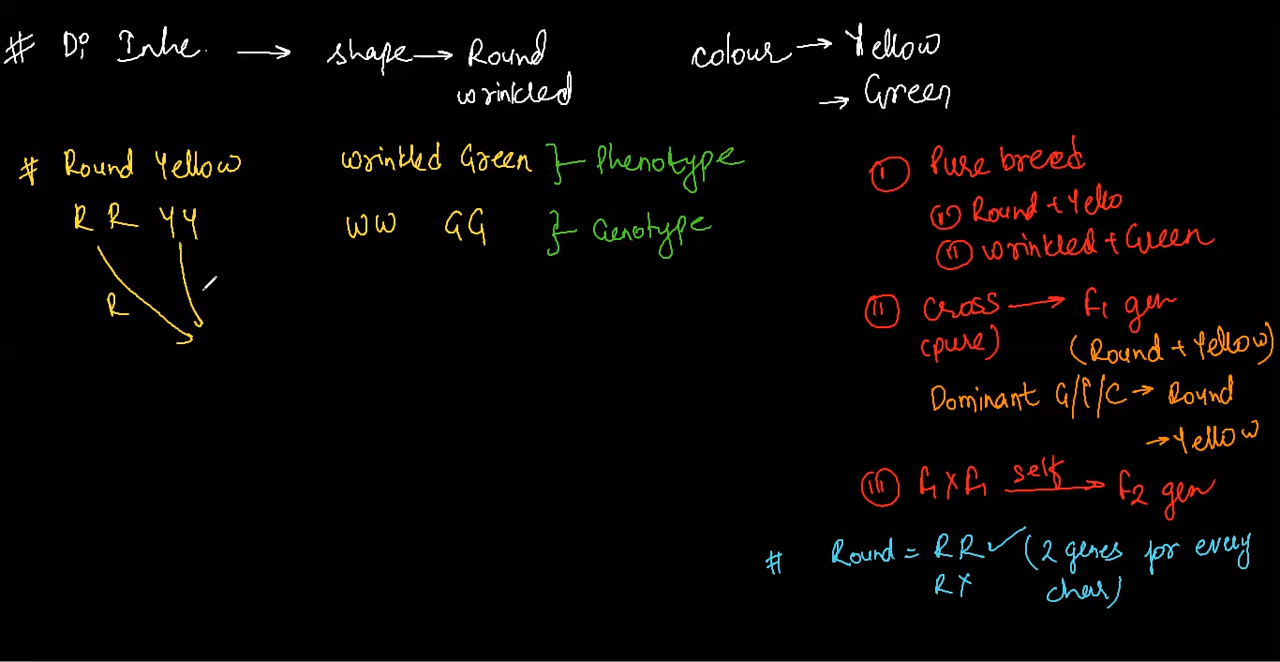 # Di Inhe. → shape → Round
wrinkled
colour → Yellow
→ Green
# Round Yellow wrinkled Green }- Phenotype
RR YY WW GG }- Genotype
R
(I) Pure breed
(I) Round + Yello
(II) wrinkled + Green
(II) Cross → F1 gen
(pure) (Round + Yellow)
Dominant G/P/C → Round
→ Yellow
(III) F1 X F1 self → F2 gen
# Round = RR ✓ (2 genes for every
RX char)